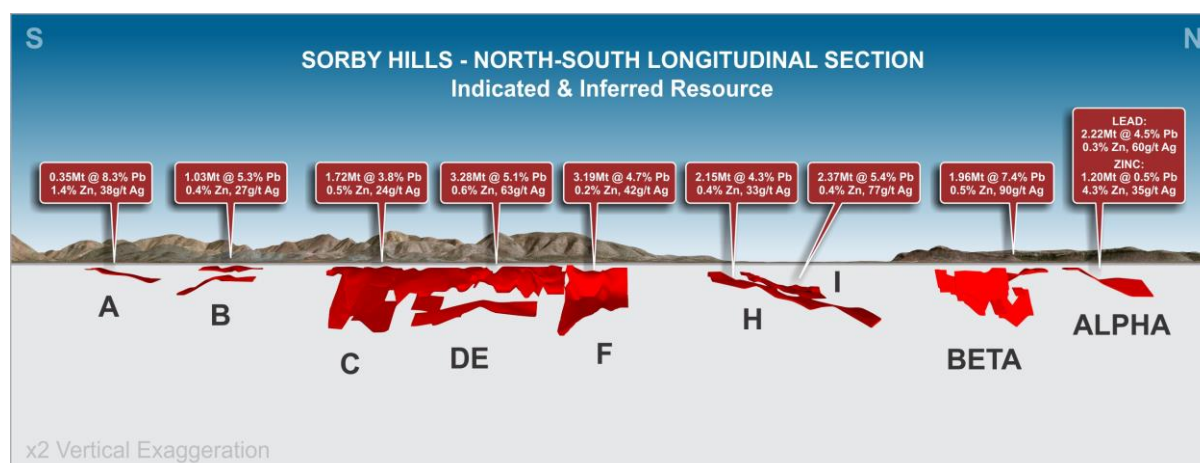 S
N
SORBY HILLS - NORTH-SOUTH LONGITUDINAL SECTION
Indicated & Inferred Resource
0.35Mt @ 8.3% Pb
1.4% Zn, 38g/t Ag
1.03Mt @ 5.3% Pb
0.4% Zn, 27g/t Ag
1.72Mt @ 3.8% Pb
0.5% Zn, 24g/t Ag
3.28Mt @ 5.1% Pb
0.6% Zn, 63g/t Ag
3.19Mt @ 4.7% Pb
0.2% Zn, 42g/t Ag
2.15Mt @ 4.3% Pb
0.4% Zn, 33g/t Ag
2.37Mt @ 5.4% Pb
0.4% Zn, 77g/t Ag
1.96Mt @ 7.4% Pb
0.5% Zn, 90g/t Ag
LEAD:
2.22Mt @ 4.5% Pb
0.3% Zn, 60g/t Ag
ZINC:
1.20Mt @ 0.5% Pb
4.3% Zn, 35g/t Ag
A
B
C
DE
F
H
I
BETA
ALPHA
x2 Vertical Exaggeration